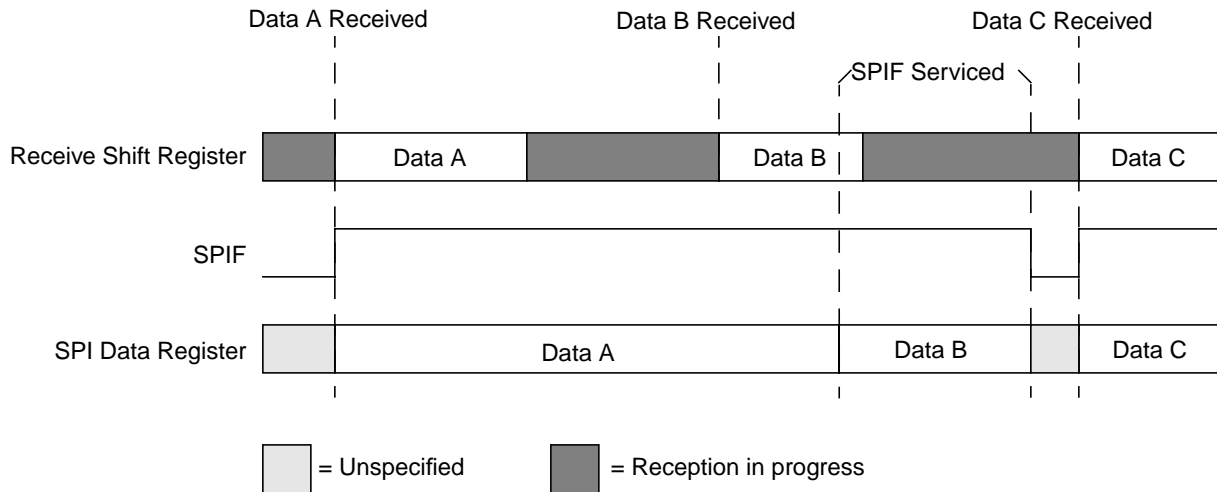 Data A Received
Data B Received
Data C Received
SPIF Serviced
Receive Shift Register
Data A
Data B
Data C
SPIF
SPI Data Register
Data A
Data B
Data C
= Unspecified
= Reception in progress